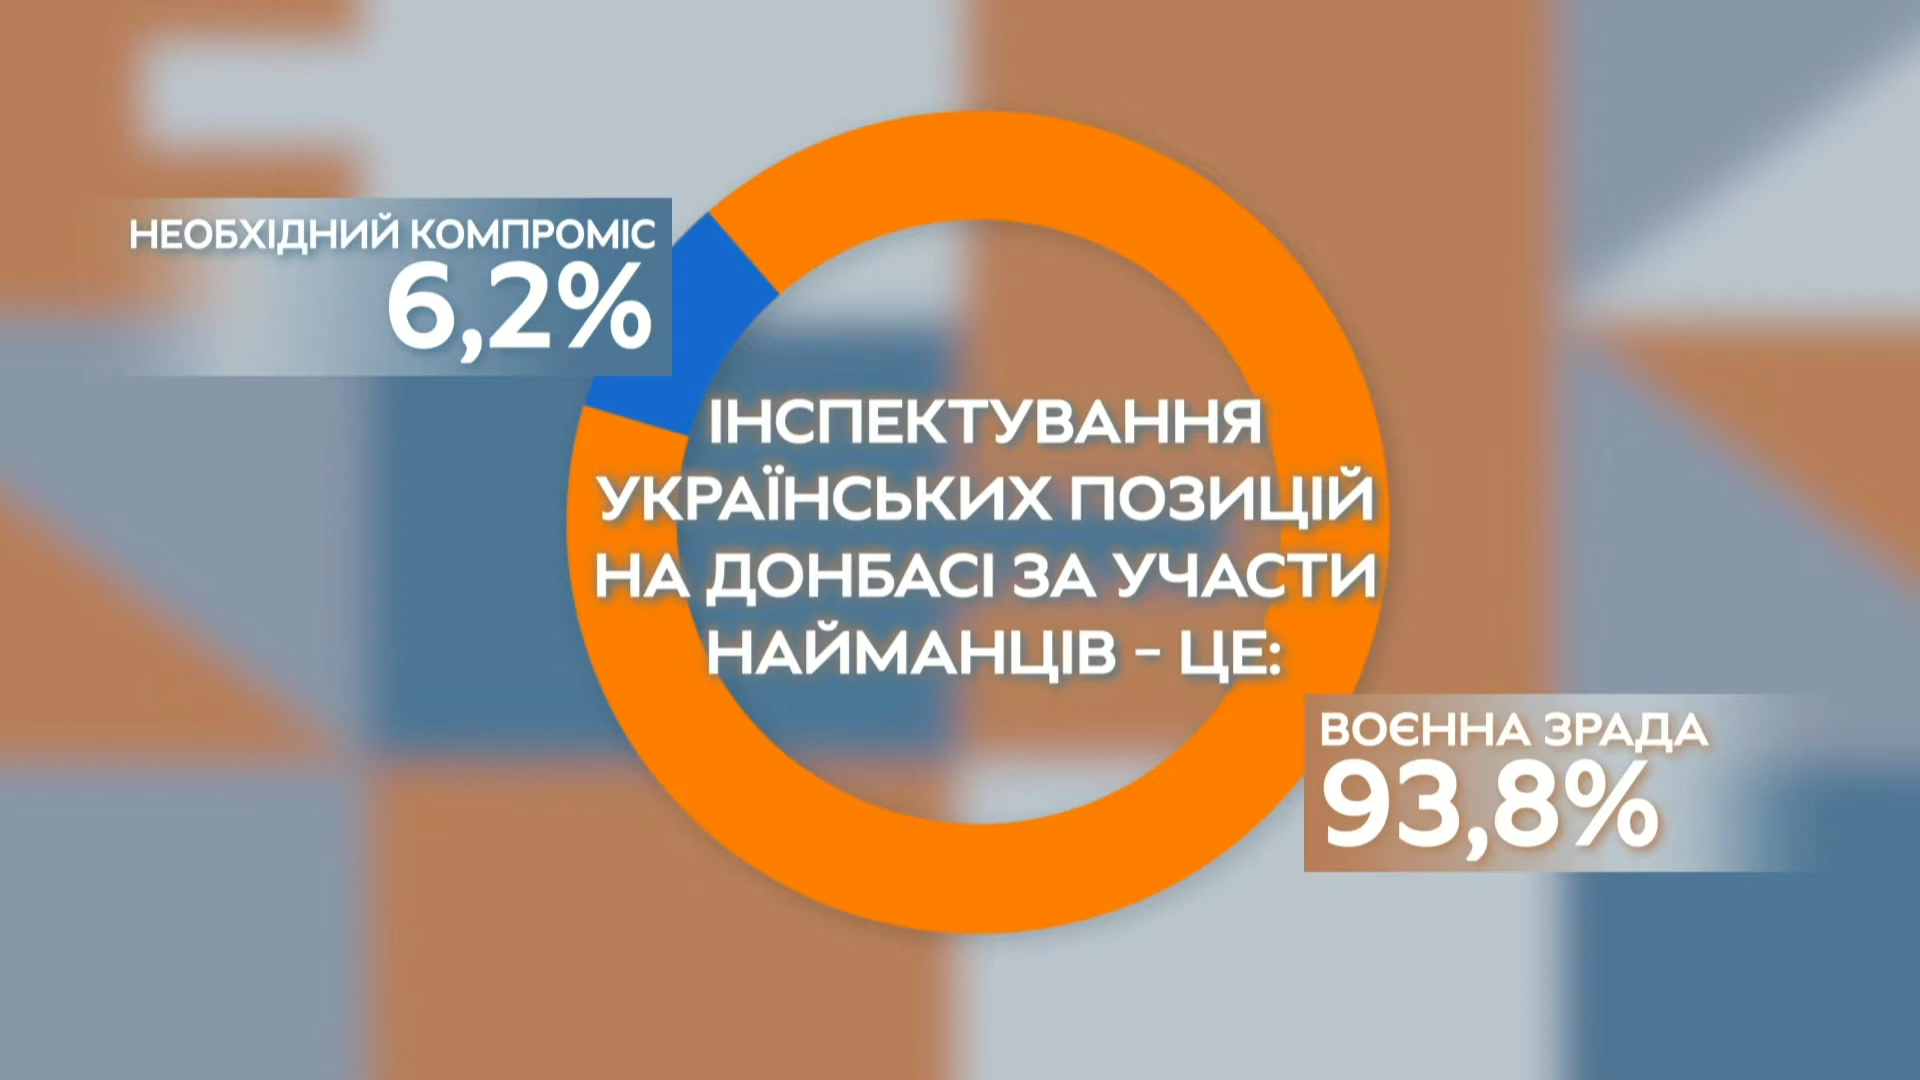 НЕОБХІДНИЙ КОМПРОМІС
6,2%
ІНСПЕКТУВАННЯ
УКРАЇНСЬКИХ ПОЗИЦІЙ
НА ДОНБАСІ ЗА УЧАСТИ
НАЙМАНЦІВ – ЦЕ:
ВОЄННА ЗРАДА
93,8%